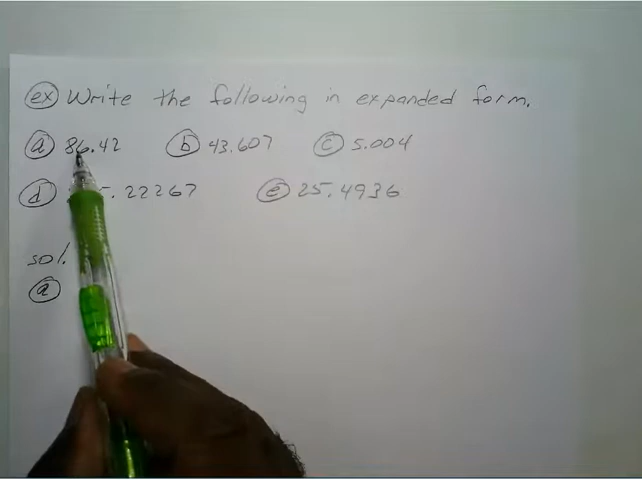 ex Write the following in expanded form.
a 86.42 b 43.607 c 5.004
d .22267 e 25.4936
sol.
a